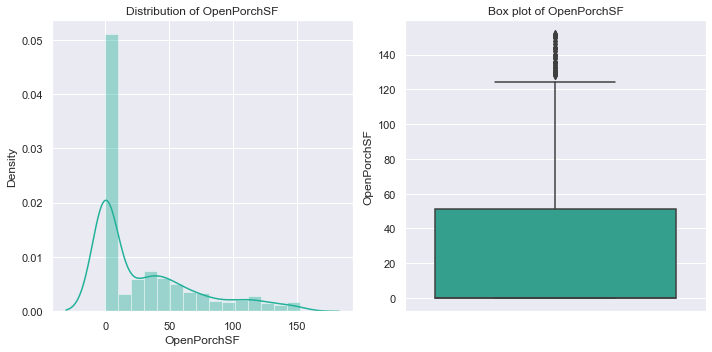 Distribution of OpenPorchSF
Density
0.05
0.04
0.03
0.02
0.01
0.00
0 50 100 150
OpenPorchSF
Box plot of OpenPorchSF
OpenPorchSF
140
120
100
80
60
40
20
0